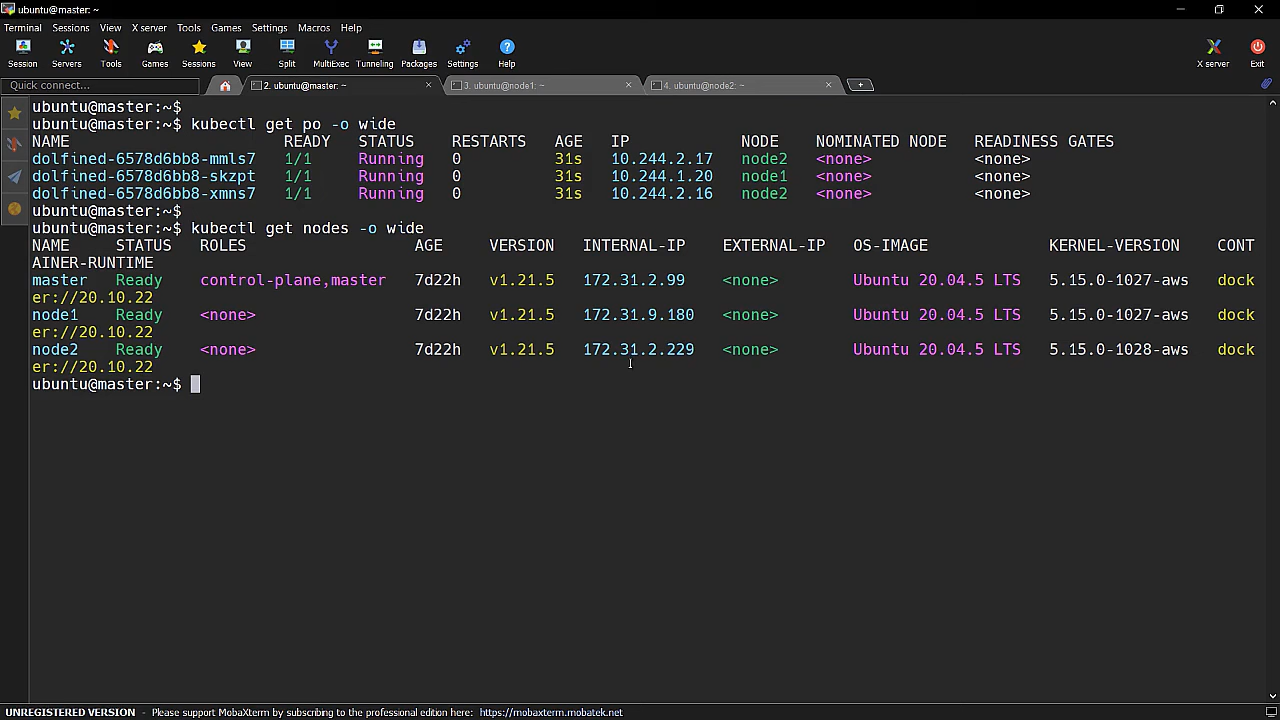 ubuntu@master: ~
Terminal Sessions View X server Tools Games Settings Macros Help
Session Servers Tools Games Sessions View Split MultiExec Tunneling Packages Settings Help X server Exit
Quick connect... 2. ubuntu@master: ~ 3. ubuntu@node1: ~ 4. ubuntu@node2: ~
ubuntu@master:~$
ubuntu@master:~$ kubectl get po -o wide
NAME READY STATUS RESTARTS AGE IP NODE NOMINATED NODE READINESS GATES
dolfined-6578d6bb8-mmls7 1/1 Running 0 31s 10.244.2.17 node2 <none> <none>
dolfined-6578d6bb8-skzpt 1/1 Running 0 31s 10.244.1.20 node1 <none> <none>
dolfined-6578d6bb8-xmns7 1/1 Running 0 31s 10.244.2.16 node2 <none> <none>
ubuntu@master:~$
ubuntu@master:~$ kubectl get nodes -o wide
NAME STATUS ROLES AGE VERSION INTERNAL-IP EXTERNAL-IP OS-IMAGE KERNEL-VERSION CONT
AINER-RUNTIME
master Ready control-plane,master 7d22h v1.21.5 172.31.2.99 <none> Ubuntu 20.04.5 LTS 5.15.0-1027-aws dock
er://20.10.22
node1 Ready <none> 7d22h v1.21.5 172.31.9.180 <none> Ubuntu 20.04.5 LTS 5.15.0-1027-aws dock
er://20.10.22
node2 Ready <none> 7d22h v1.21.5 172.31.2.229 <none> Ubuntu 20.04.5 LTS 5.15.0-1028-aws dock
er://20.10.22
ubuntu@master:~$
UNREGISTERED VERSION - Please support MobaXterm by subscribing to the professional edition here: https://mobaxterm.mobatek.net